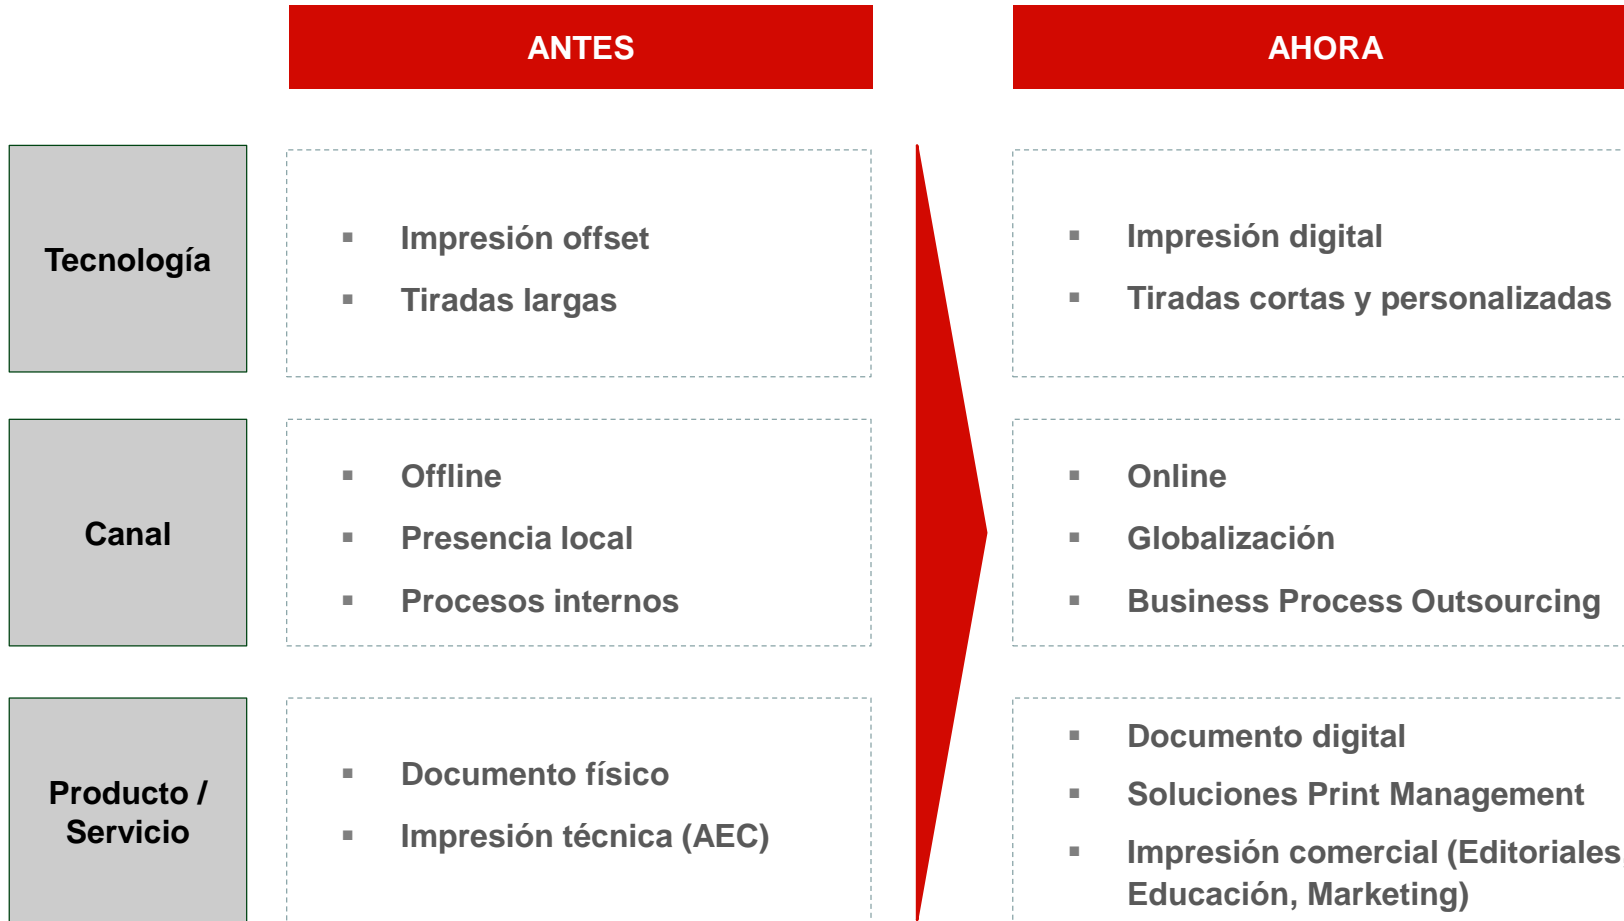 ANTES
AHORA
Tecnología
▪ Impresión offset
▪ Tiradas largas
▪ Impresión digital
▪ Tiradas cortas y personalizadas
Canal
▪ Offline
▪ Presencia local
▪ Procesos internos
▪ Online
▪ Globalización
▪ Business Process Outsourcing
Producto /
Servicio
▪ Documento físico
▪ Impresión técnica (AEC)
▪ Documento digital
▪ Soluciones Print Management
▪ Impresión comercial (Editoriales
Educación, Marketing)